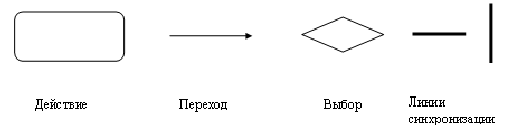 Действие
Переход
Выбор
Линии
синхронизации